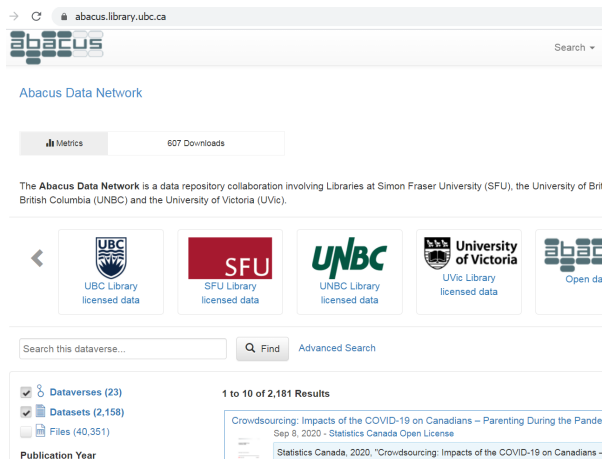 abacus.library.ubc.ca
abacus
Search
Abacus Data Network
Metrics
607 Downloads
The Abacus Data Network is a data repository collaboration involving Libraries at Simon Fraser University (SFU), the University of Brit
British Columbia (UNBC) and the University of Victoria (UVic).
UBC
SFU
UNBC
University
of Victoria
abac
UBC Library
licensed data
SFU Library
licensed data
UNBC Library
licensed data
UVic Library
licensed data
Open da
Search this dataverse...
Find
Advanced Search
Dataverses (23)
Datasets (2,158)
Files (40,351)
Publication Year
1 to 10 of 2,181 Results
Crowdsourcing: Impacts of the COVID-19 on Canadians – Parenting During the Pande
Sep 8, 2020 - Statistics Canada Open License
Statistics Canada, 2020, "Crowdsourcing: Impacts of the COVID-19 on Canadians –